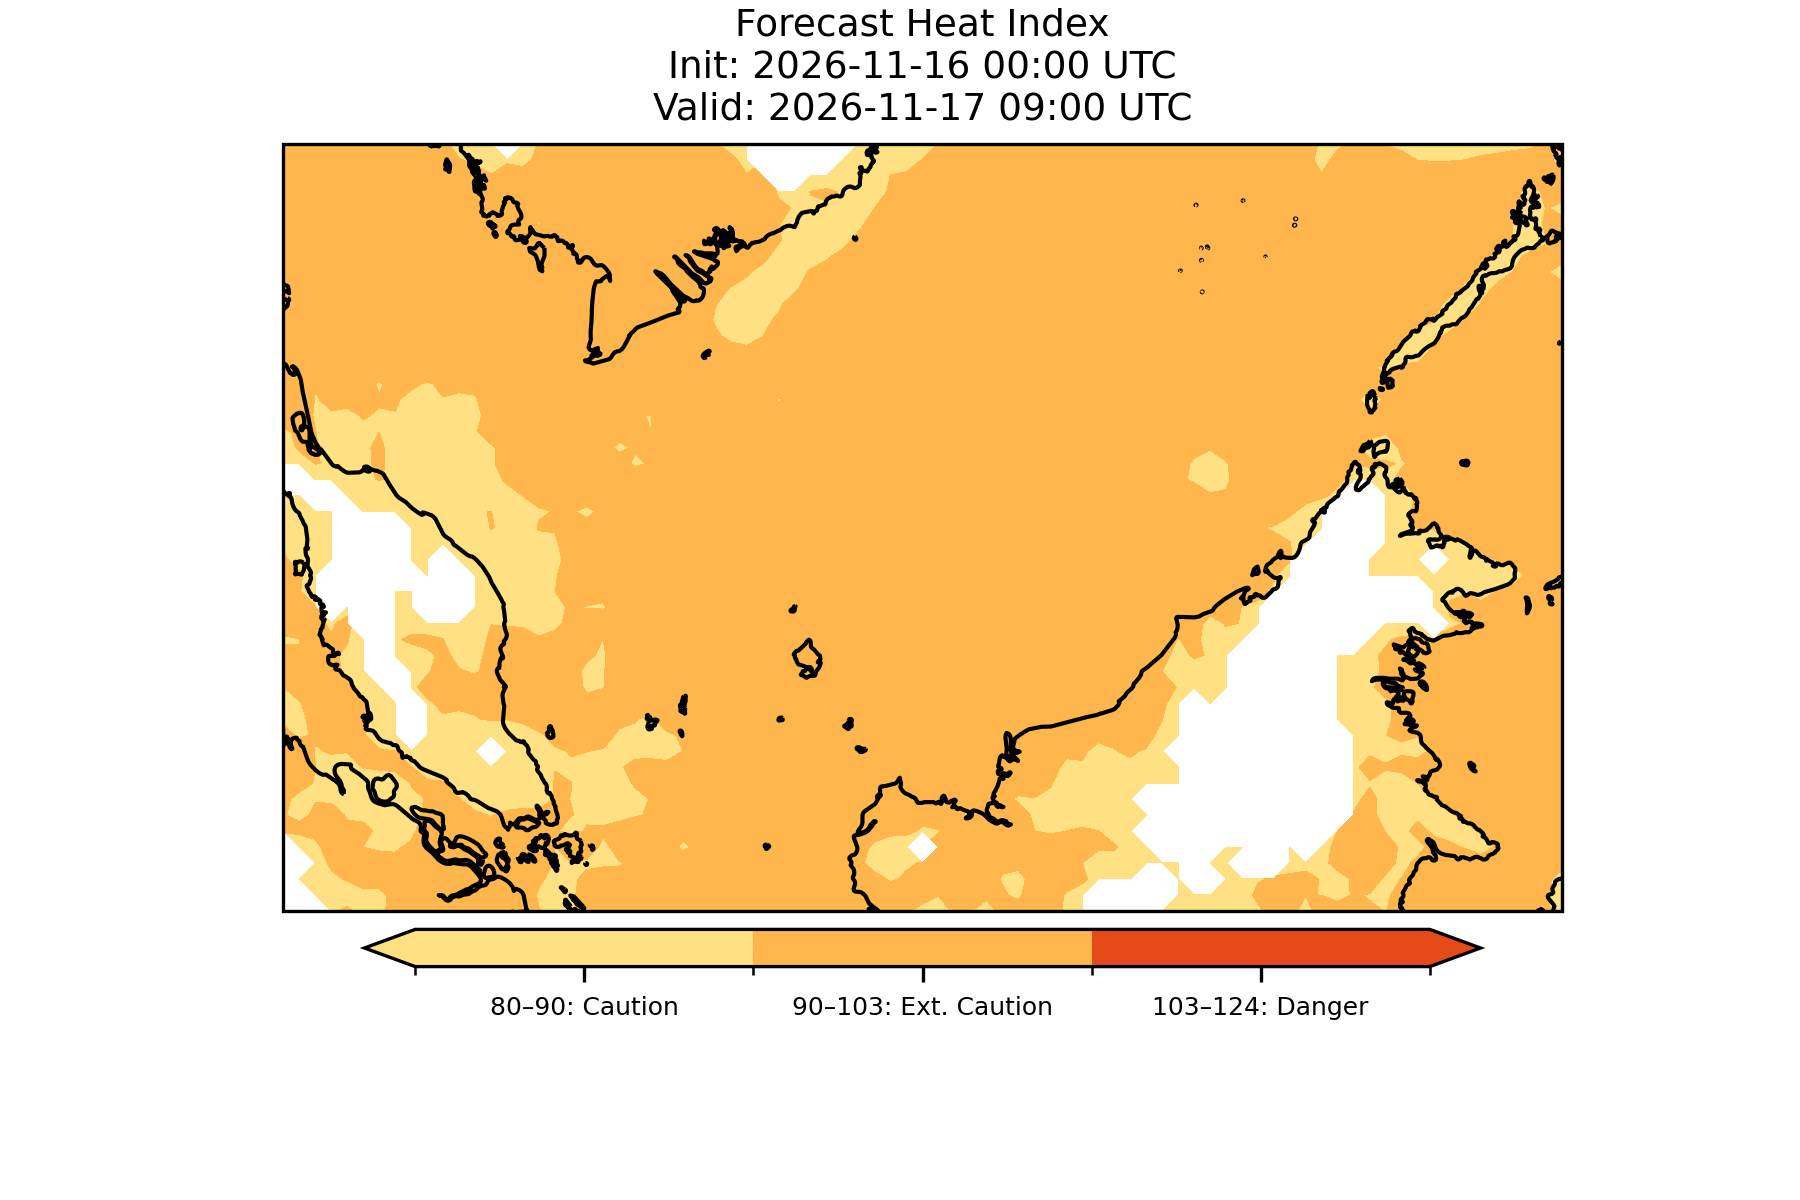 Forecast Heat Index
Init: 2026-11-16 00:00 UTC
Valid: 2026-11-17 09:00 UTC
80–90: Caution
90–103: Ext. Caution
103–124: Danger